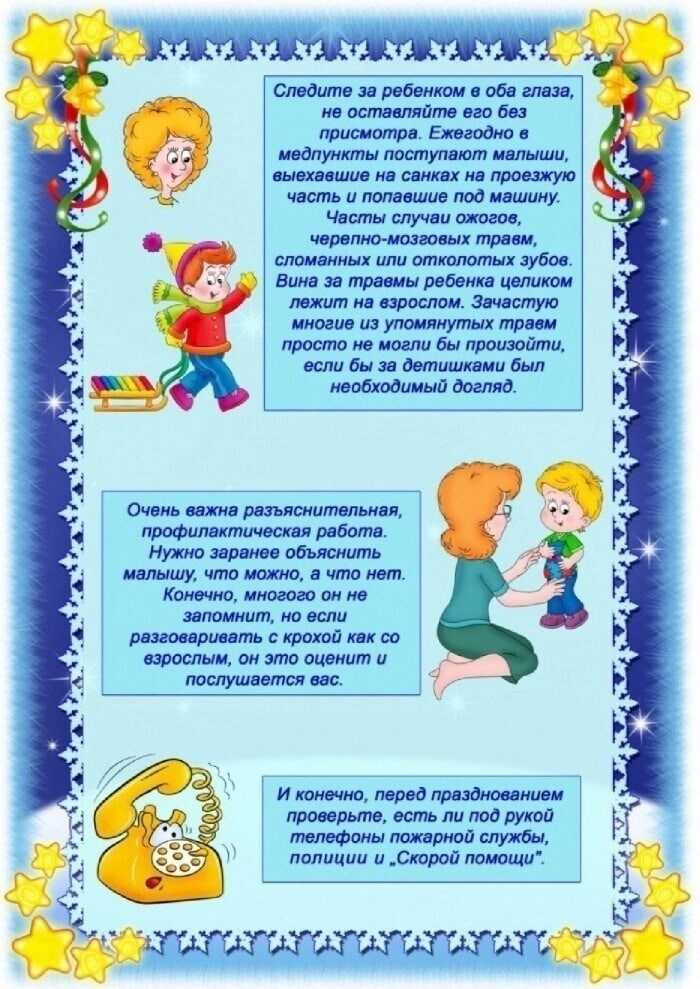 Следите за ребенком в оба глаза,
не оставляйте его без
присмотра. Ежегодно в
медпункты поступают малыши,
выехавшие на санках на проезжую
часть и попавшие под машину.
Часты случаи ожогов,
черепно-мозговых травм,
сломанных или отколотых зубов.
Вина за травмы ребенка целиком
лежит на взрослом. Зачастую
многие из упомянутых травм
просто не могли бы произойти,
если бы за детишками был
необходимый догляд.
Очень важна разъяснительная,
профилактическая работа.
Нужно заранее объяснить
малышу, что можно, а что нет.
Конечно, многого он не
запомнит, но если
разговаривать с крохой как со
взрослым, он это оценит и
послушается вас.
И конечно, перед празднованием
проверьте, есть ли под рукой
телефоны пожарной службы,
полиции и „Скорой помощи".